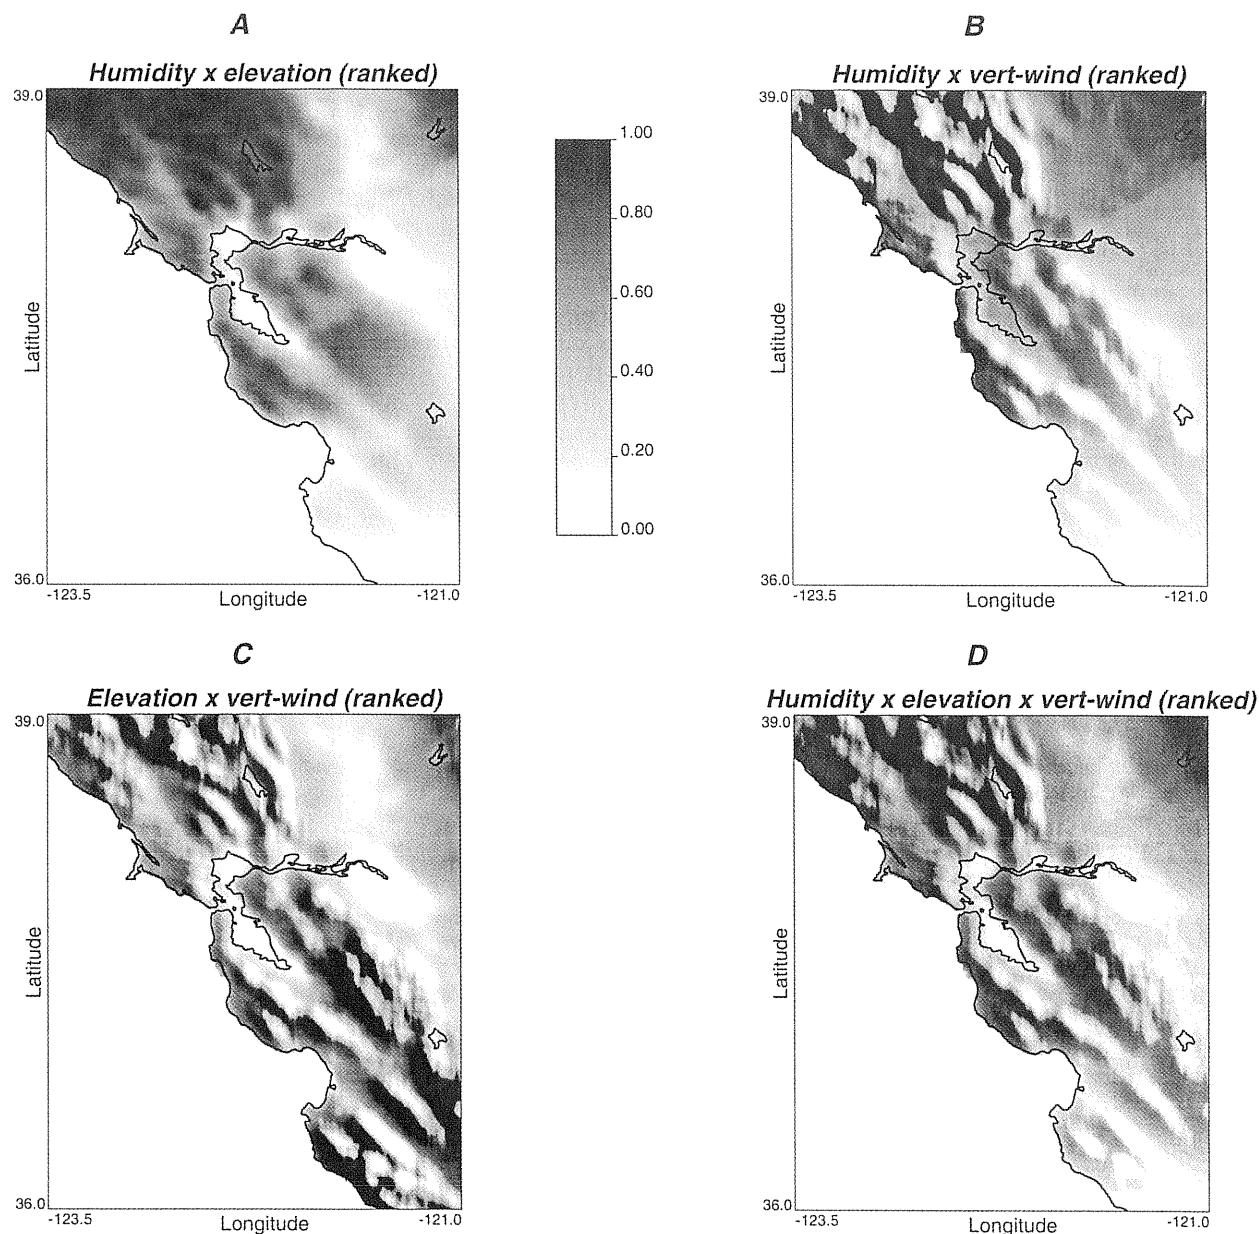 A
Humidity x elevation (ranked)
39.0
Latitude
36.0
-123.5
Longitude
-121.0
1.00
0.80
0.60
0.40
0.20
0.00
B
Humidity x vert-wind (ranked)
39.0
Latitude
36.0
-123.5
Longitude
-121.0
C
Elevation x vert-wind (ranked)
39.0
Latitude
36.0
-123.5
Longitude
-121.0
D
Humidity x elevation x vert-wind (ranked)
39.0
Latitude
36.0
-123.5
Longitude
-121.0